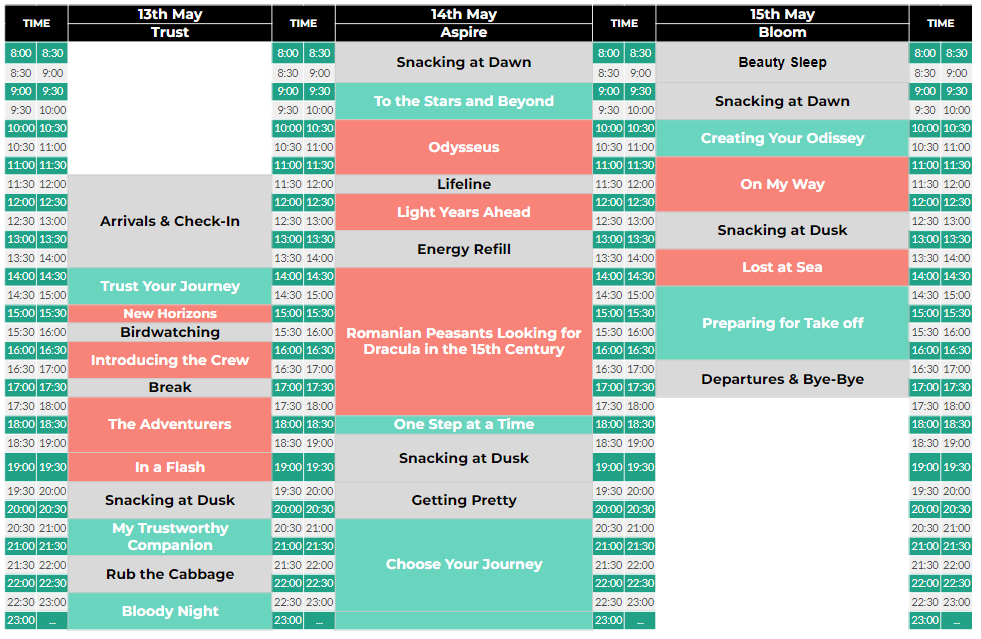 TIME 13th May TIME 14th May TIME 15th May TIME
Trust Aspire Bloom
8:00 8:30 8:00 8:30 Snacking at Dawn 8:00 8:30 Beauty Sleep 8:00 8:30
8:30 9:00 8:30 9:00 8:30 9:00 8:30 9:00
9:00 9:30 9:00 9:30 To the Stars and Beyond 9:00 9:30 Snacking at Dawn 9:00 9:30
9:30 10:00 9:30 10:00 9:30 10:00 9:30 10:00
10:00 10:30 10:00 10:30 Odysseus 10:00 10:30 Creating Your Odissey 10:00 10:30
10:30 11:00 10:30 11:00 10:30 11:00 10:30 11:00
11:00 11:30 11:00 11:30 11:00 11:30 On My Way 11:00 11:30
11:30 12:00 Arrivals & Check-In 11:30 12:00 Lifeline 11:30 12:00 11:30 12:00
12:00 12:30 12:00 12:30 Light Years Ahead 12:00 12:30 12:00 12:30
12:30 13:00 12:30 13:00 12:30 13:00 Snacking at Dusk 12:30 13:00
13:00 13:30 13:00 13:30 Energy Refill 13:00 13:30 13:00 13:30
13:30 14:00 13:30 14:00 13:30 14:00 Lost at Sea 13:30 14:00
14:00 14:30 Trust Your Journey 14:00 14:30 Romanian Peasants Looking for 14:00 14:30 14:00 14:30
14:30 15:00 14:30 15:00 Dracula in the 15th Century 14:30 15:00 Preparing for Take off 14:30 15:00
15:00 15:30 New Horizons 15:00 15:30 15:00 15:30 15:00 15:30
15:30 16:00 Birdwatching 15:30 16:00 15:30 16:00 15:30 16:00
16:00 16:30 Introducing the Crew 16:00 16:30 16:00 16:30 16:00 16:30
16:30 17:00 16:30 17:00 16:30 17:00 Departures & Bye-Bye 16:30 17:00
17:00 17:30 Break 17:00 17:30 17:00 17:30 17:00 17:30
17:30 18:00 The Adventurers 17:30 18:00 17:30 18:00 17:30 18:00
18:00 18:30 18:00 18:30 One Step at a Time 18:00 18:30 18:00 18:30
18:30 19:00 18:30 19:00 Snacking at Dusk 18:30 19:00 18:30 19:00
19:00 19:30 In a Flash 19:00 19:30 19:00 19:30 19:00 19:30
19:30 20:00 Snacking at Dusk 19:30 20:00 Getting Pretty 19:30 20:00 19:30 20:00
20:00 20:30 20:00 20:30 20:00 20:30 20:00 20:30
20:30 21:00 My Trustworthy 20:30 21:00 Choose Your Journey 20:30 21:00 20:30 21:00
21:00 21:30 Companion 21:00 21:30 21:00 21:30 21:00 21:30
21:30 22:00 Rub the Cabbage 21:30 22:00 21:30 22:00 21:30 22:00
22:00 22:30 22:00 22:30 22:00 22:30 22:00 22:30
22:30 23:00 Bloody Night 22:30 23:00 22:30 23:00 22:30 23:00
23:00 ... 23:00 ... 23:00 ... 23:00 ...